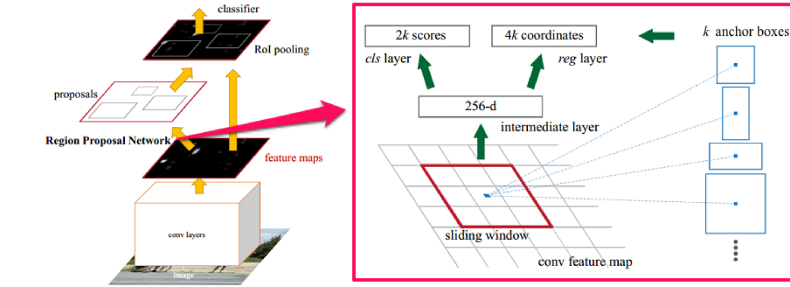 classifier
RoI pooling
proposals
Region Proposal Network
feature maps
conv layers
image
2k scores
4k coordinates
k anchor boxes
cls layer
reg layer
256-d
intermediate layer
sliding window
conv feature map